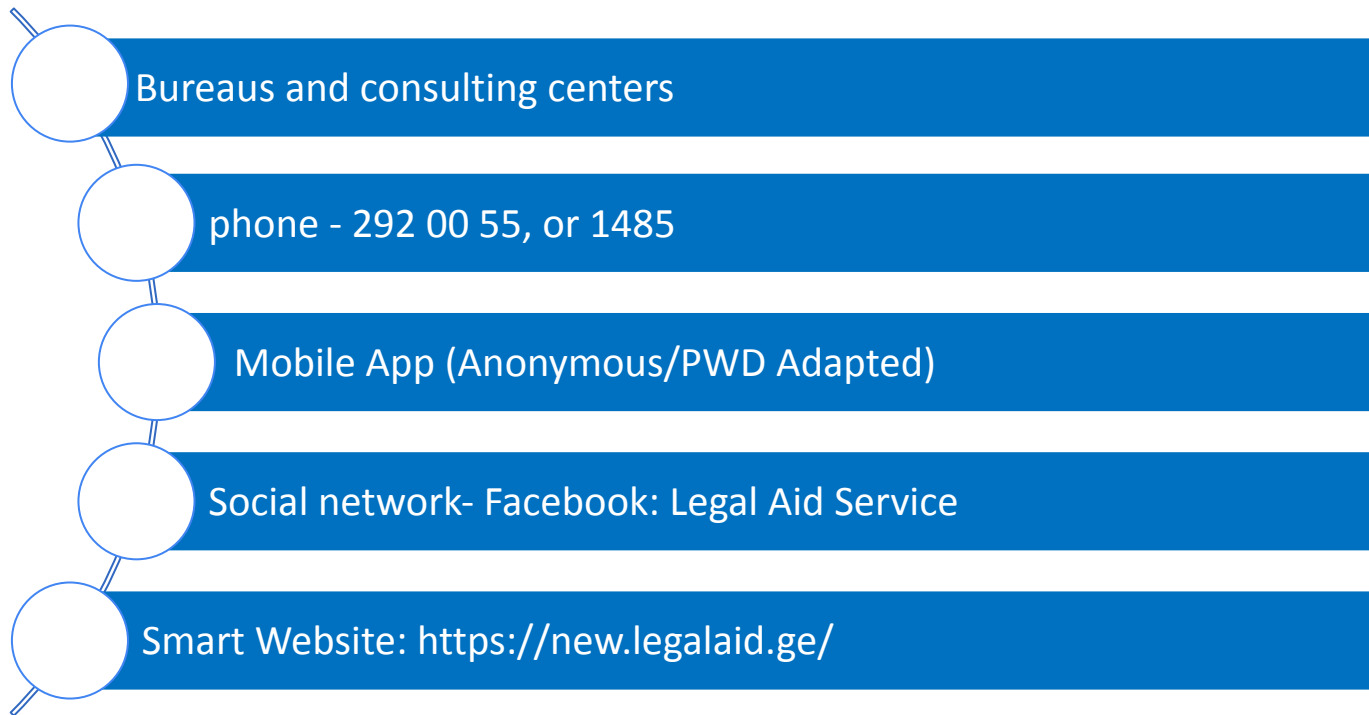 Bureaus and consulting centers
phone - 292 00 55, or 1485
Mobile App (Anonymous/PWD Adapted)
Social network- Facebook: Legal Aid Service
Smart Website: https://new.legalaid.ge/